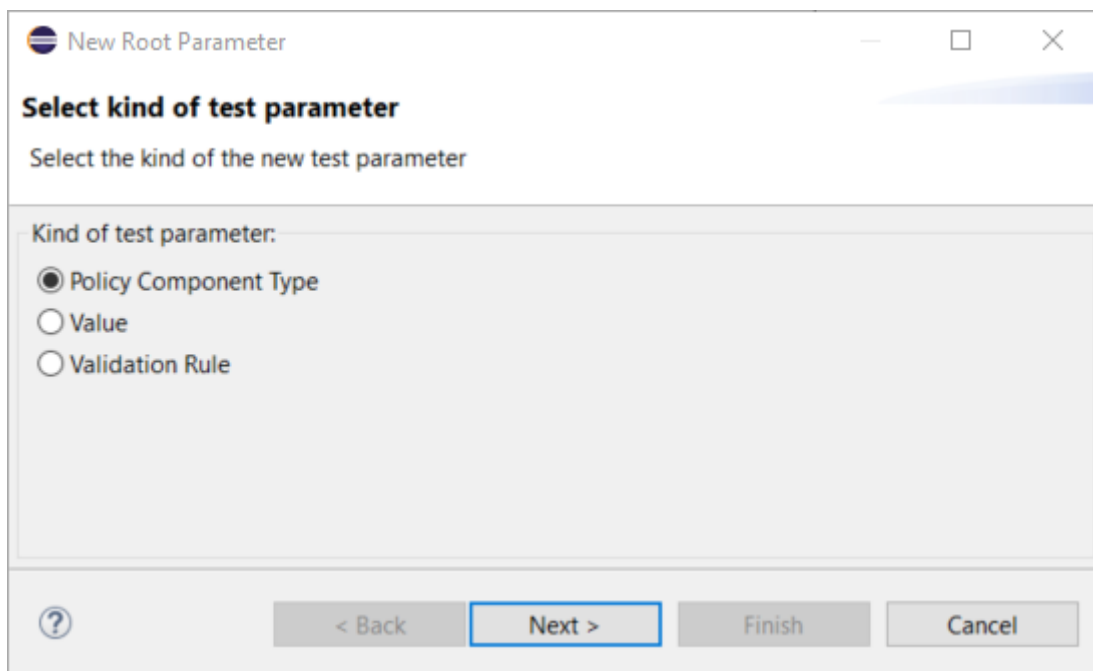 New Root Parameter
Select kind of test parameter
Select the kind of the new test parameter
Kind of test parameter:
Policy Component Type
Value
Validation Rule
? < Back Next > Finish Cancel